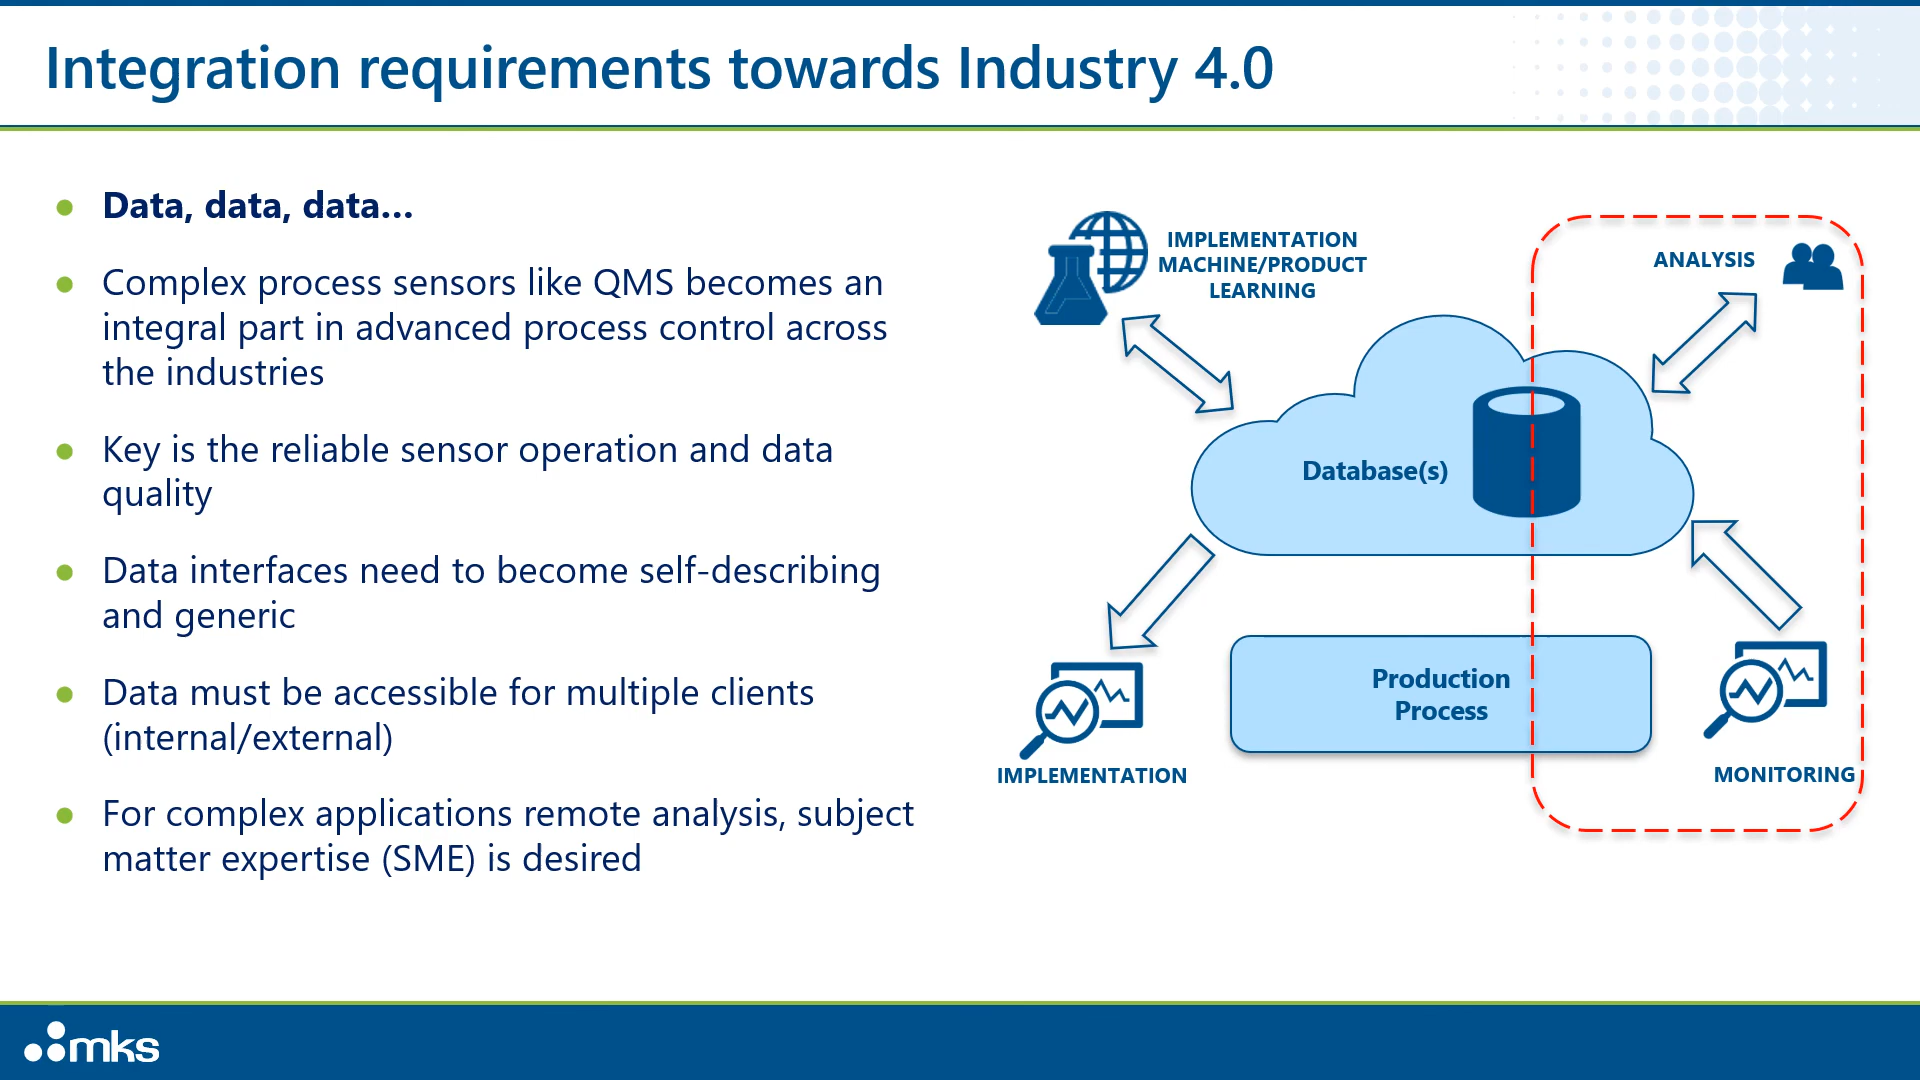 Integration requirements towards Industry 4.0
Data, data, data...
Complex process sensors like QMS becomes an
integral part in advanced process control across
the industries
Key is the reliable sensor operation and data
quality
Data interfaces need to become self-describing
and generic
Data must be accessible for multiple clients
(internal/external)
For complex applications remote analysis, subject
matter expertise (SME) is desired
IMPLEMENTATION
MACHINE/PRODUCT
LEARNING
ANALYSIS
Database(s)
Production
Process
IMPLEMENTATION
MONITORING
mks